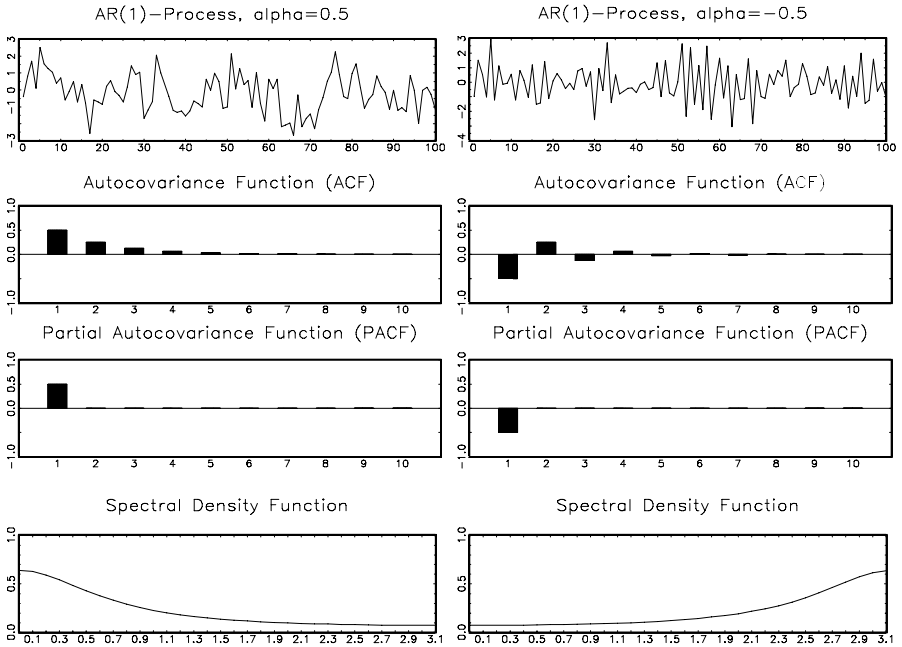 AR(1)-Process, alpha=0.5
3
2
1
0
-1
-3
0 10 20 30 40 50 60 70 80 90 100
AR(1)-Process, alpha=-0.5
3
2
1
0
-2
-4
0 10 20 30 40 50 60 70 80 90 100
Autocovariance Function (ACF)
1.0
0.5
0.0
-1.0
1 2 3 4 5 6 7 8 9 10
Autocovariance Function (ACF)
1.0
0.5
0.0
-1.0
1 2 3 4 5 6 7 8 9 10
Partial Autocovariance Function (PACF)
1.0
0.5
0.0
-1.0
1 2 3 4 5 6 7 8 9 10
Partial Autocovariance Function (PACF)
1.0
0.5
0.0
-1.0
1 2 3 4 5 6 7 8 9 10
Spectral Density Function
1.0
0.5
0.0
0.1 0.3 0.5 0.7 0.9 1.1 1.3 1.5 1.7 1.9 2.1 2.3 2.5 2.7 2.9 3.1
Spectral Density Function
1.0
0.5
0.0
0.1 0.3 0.5 0.7 0.9 1.1 1.3 1.5 1.7 1.9 2.1 2.3 2.5 2.7 2.9 3.1